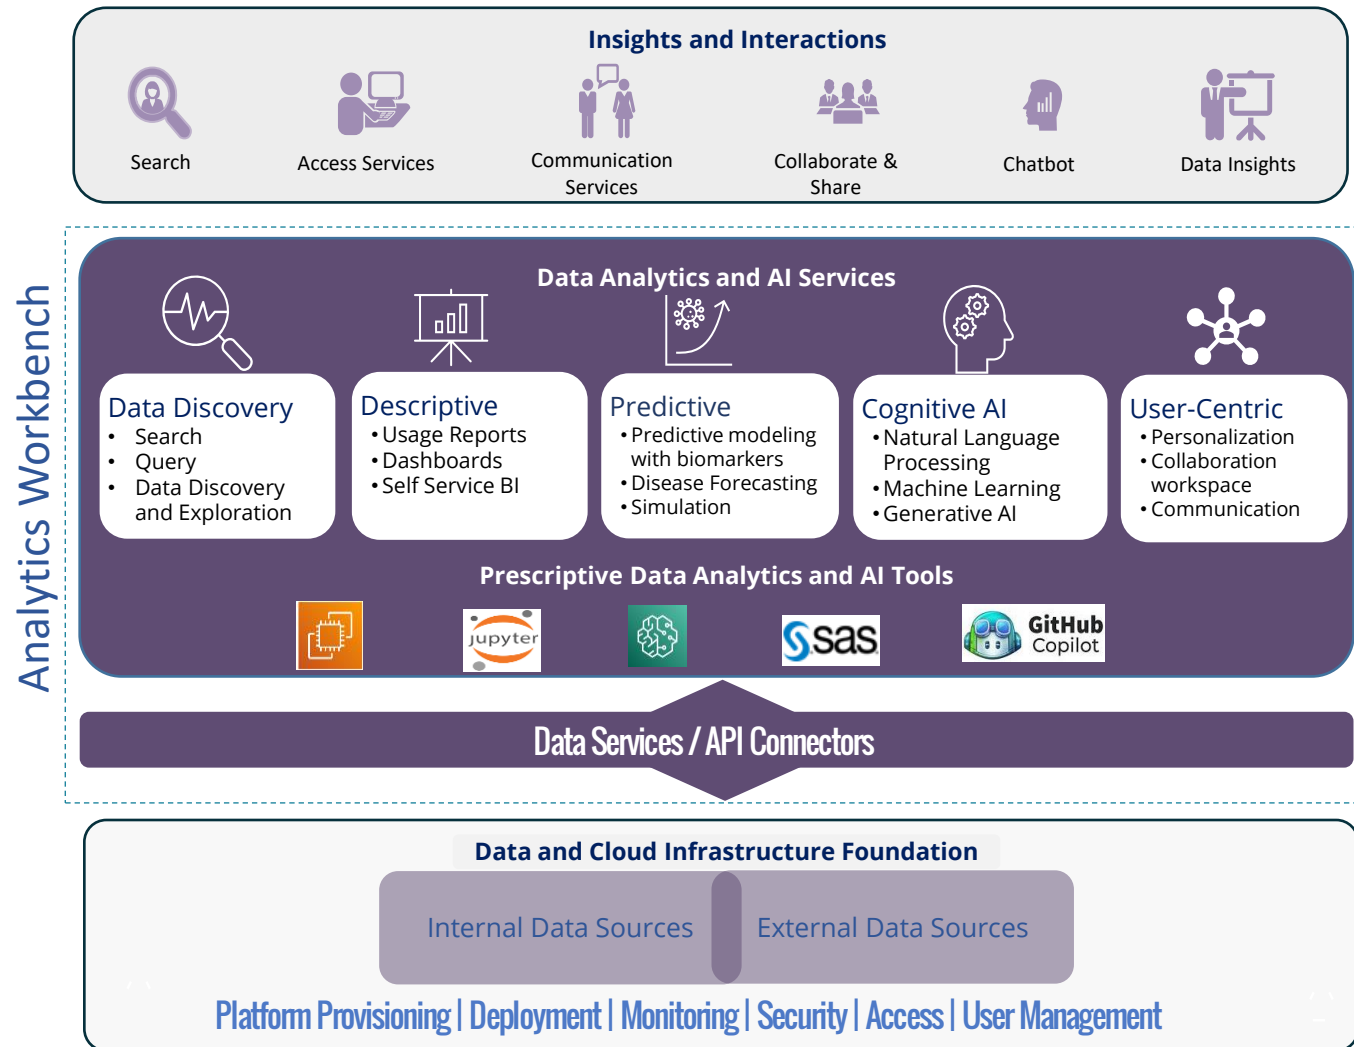 Insights and Interactions
Search
Access Services
Communication
Services
Collaborate &
Share
Chatbot
Data Insights
Analytics Workbench
Data Analytics and AI Services
Data Discovery
• Search
• Query
• Data Discovery
and Exploration
Descriptive
• Usage Reports
• Dashboards
• Self Service BI
Predictive
• Predictive modeling
with biomarkers
• Disease Forecasting
• Simulation
Cognitive AI
• Natural Language
Processing
• Machine Learning
• Generative AI
User-Centric
• Personalization
• Collaboration
workspace
• Communication
Prescriptive Data Analytics and AI Tools
jupyter
sas
GitHub
Copilot
Data Services / API Connectors
Data and Cloud Infrastructure Foundation
Internal Data Sources
External Data Sources
Platform Provisioning | Deployment | Monitoring | Security | Access | User Management